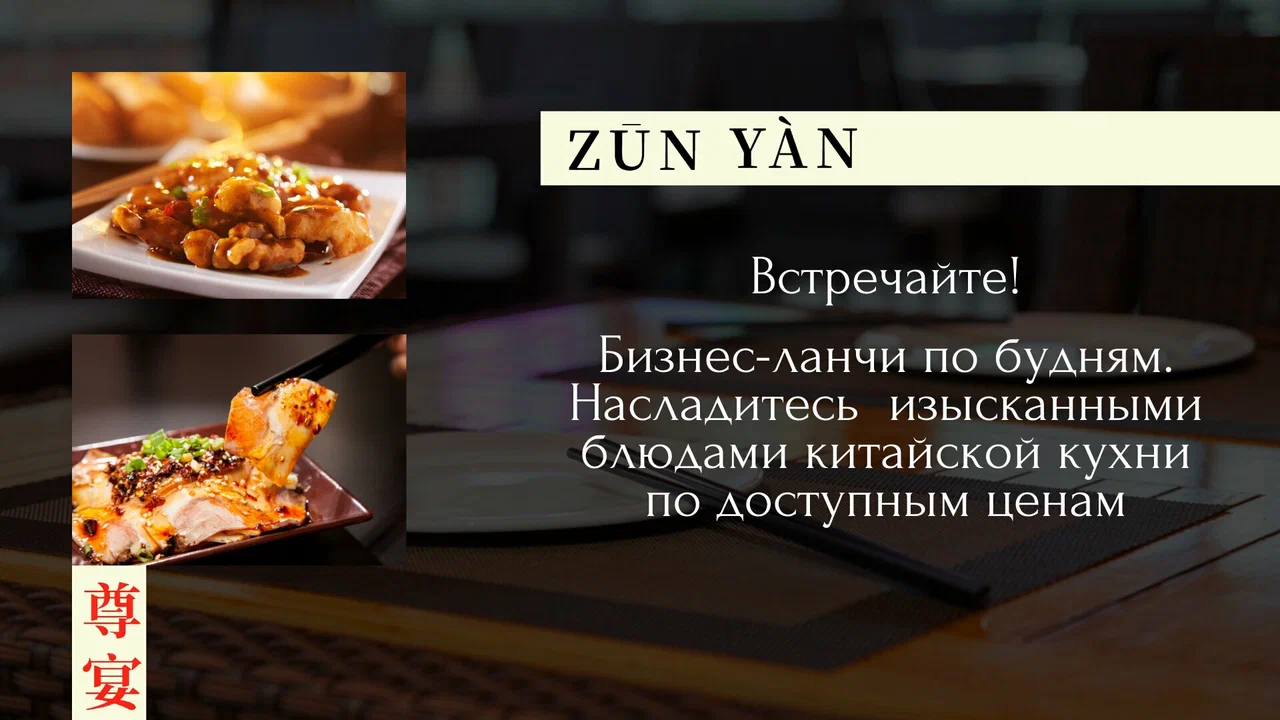 ZŪN YÀN
Встречайте!
Бизнес-ланчи по будням.
Насладитесь изысканными
блюдами китайской кухни
по доступным ценам
尊
宴